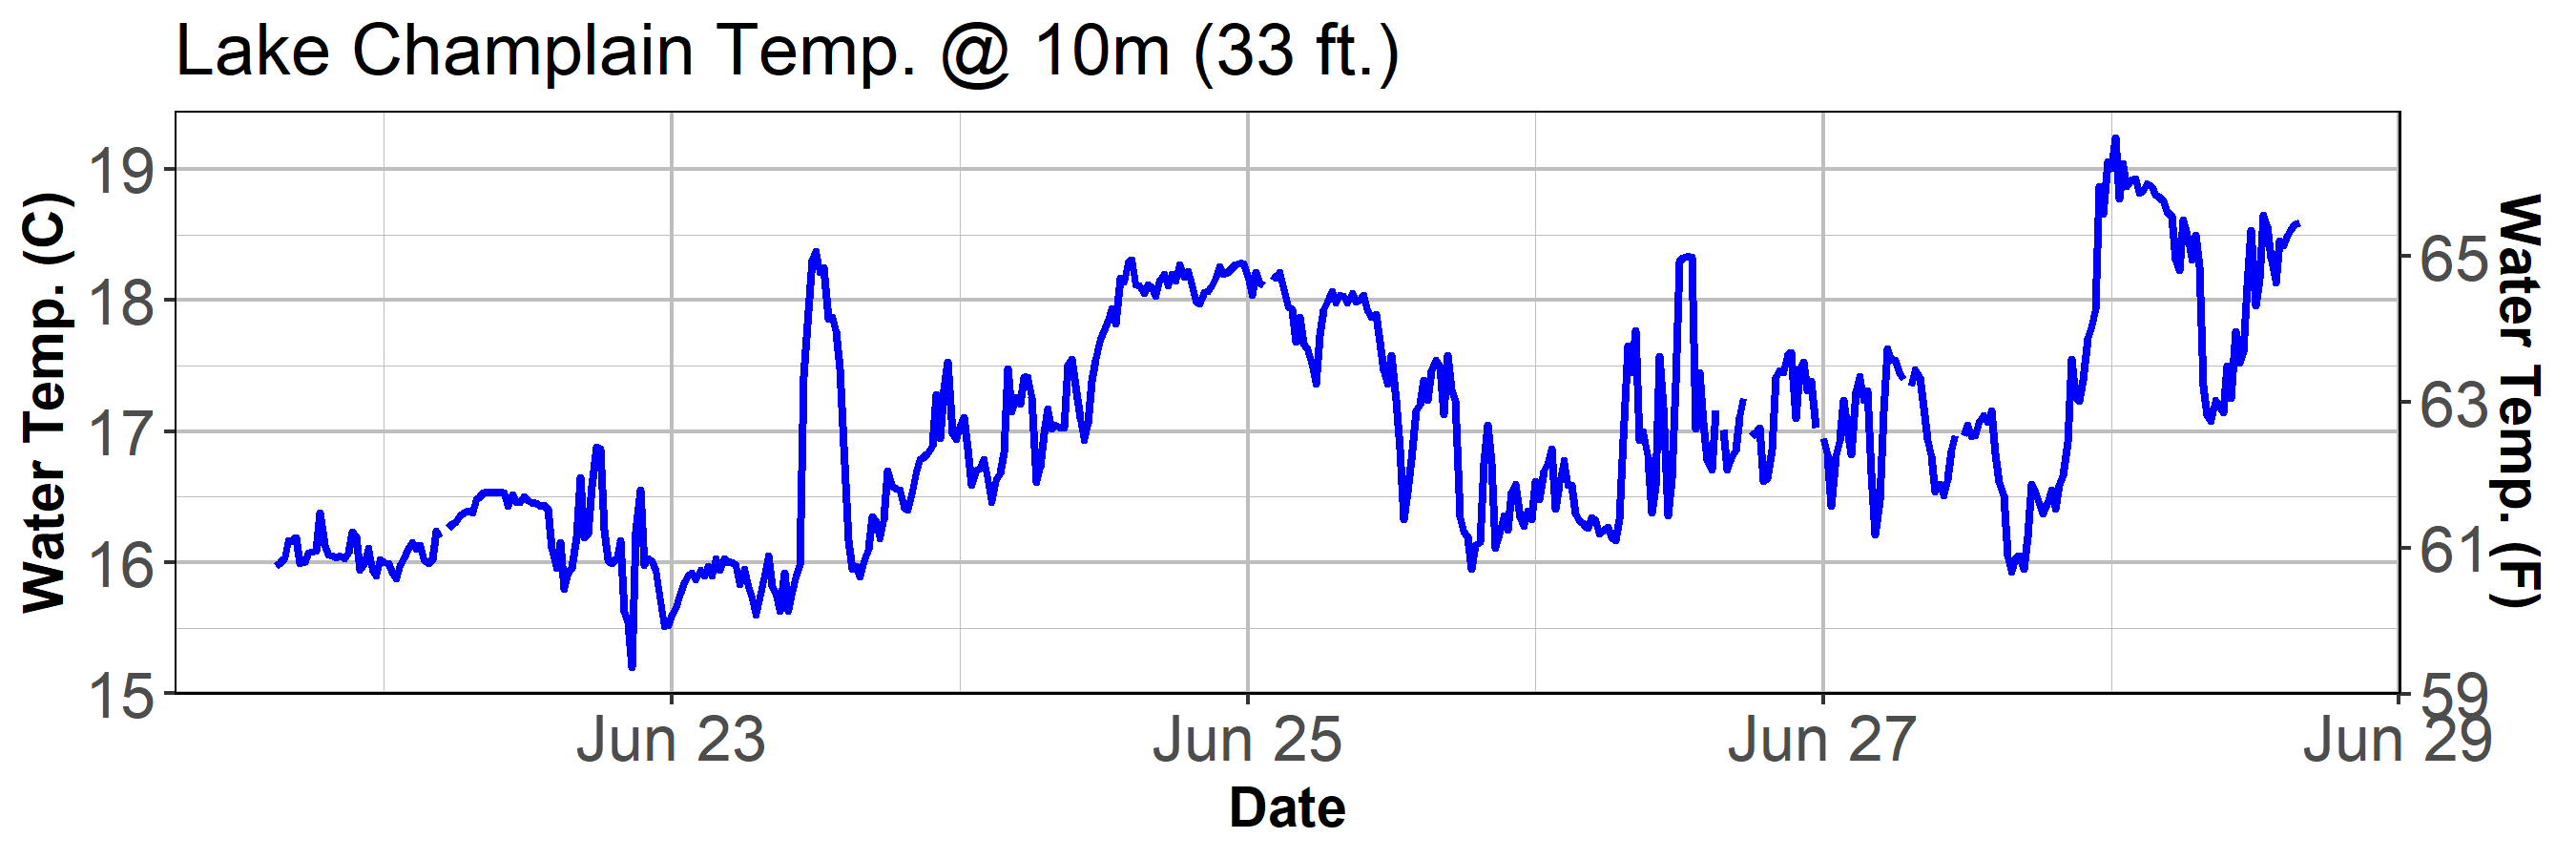 Lake Champlain Temp. @ 10m (33 ft.)
Water Temp. (C)
19
18
17
16
15
65
63
61
59
Water Temp. (F)
Jun 23
Jun 25
Jun 27
Jun 29
Date